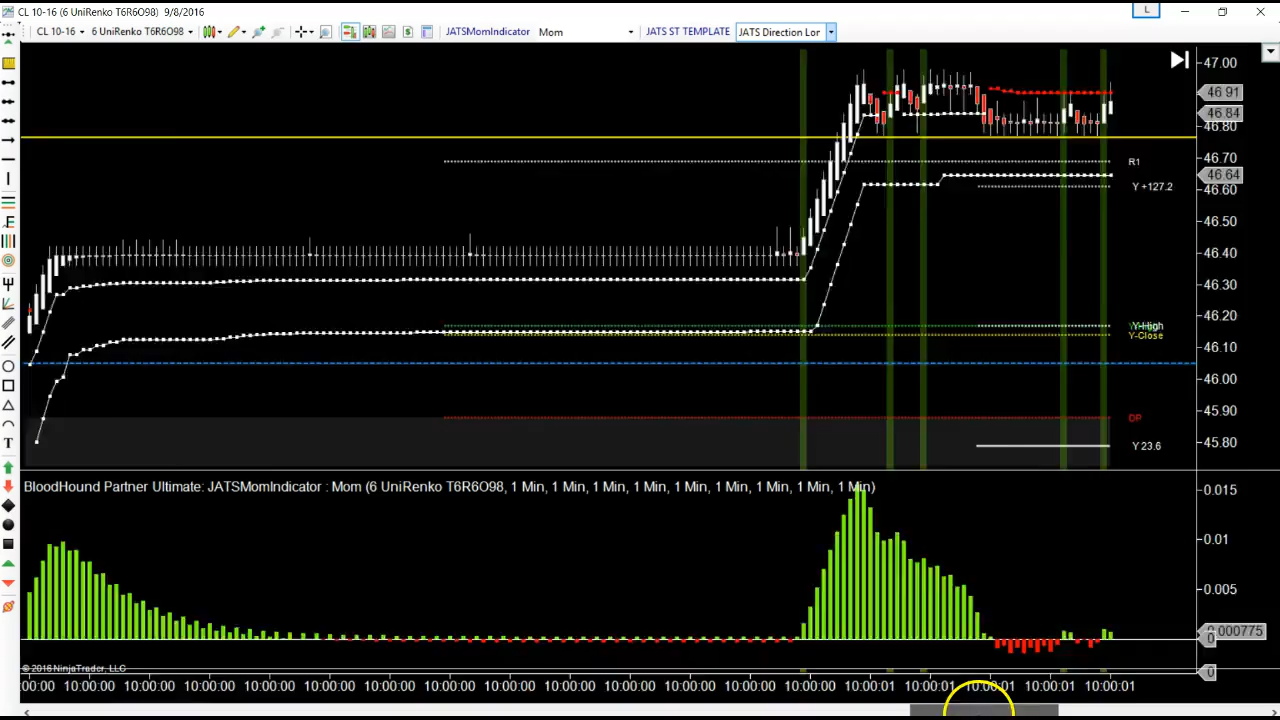 CL 10-16 (6 UniRenko T6R6O98) 9/8/2016
L
CL 10-16 6 UniRenko T6R6O98 JATSMomIndicator Mom JATS ST TEMPLATE JATS Direction Lor
47.00
46.91
46.84
46.80
R1
46.70
46.64
Y +127.2
46.60
46.50
46.40
46.30
46.20
Y-High
Y-Close
46.10
46.00
45.90
DP
Y 23.6
45.80
BloodHound Partner Ultimate: JATSMomIndicator : Mom (6 UniRenko T6R6O98, 1 Min, 1 Min, 1 Min, 1 Min, 1 Min, 1 Min, 1 Min, 1 Min, 1 Min)
0.015
0.01
0.005
0.000775
0
© 2016 NinjaTrader, LLC
0
:00:00 10:00:00 10:00:00 10:00:00 10:00:00 10:00:00 10:00:00 10:00:00 10:00:00 10:00:00 10:00:00 10:00:00 10:00:00 10:00:00 10:00:01 10:00:01 10:00:01 10:00:01 10:00:01
T